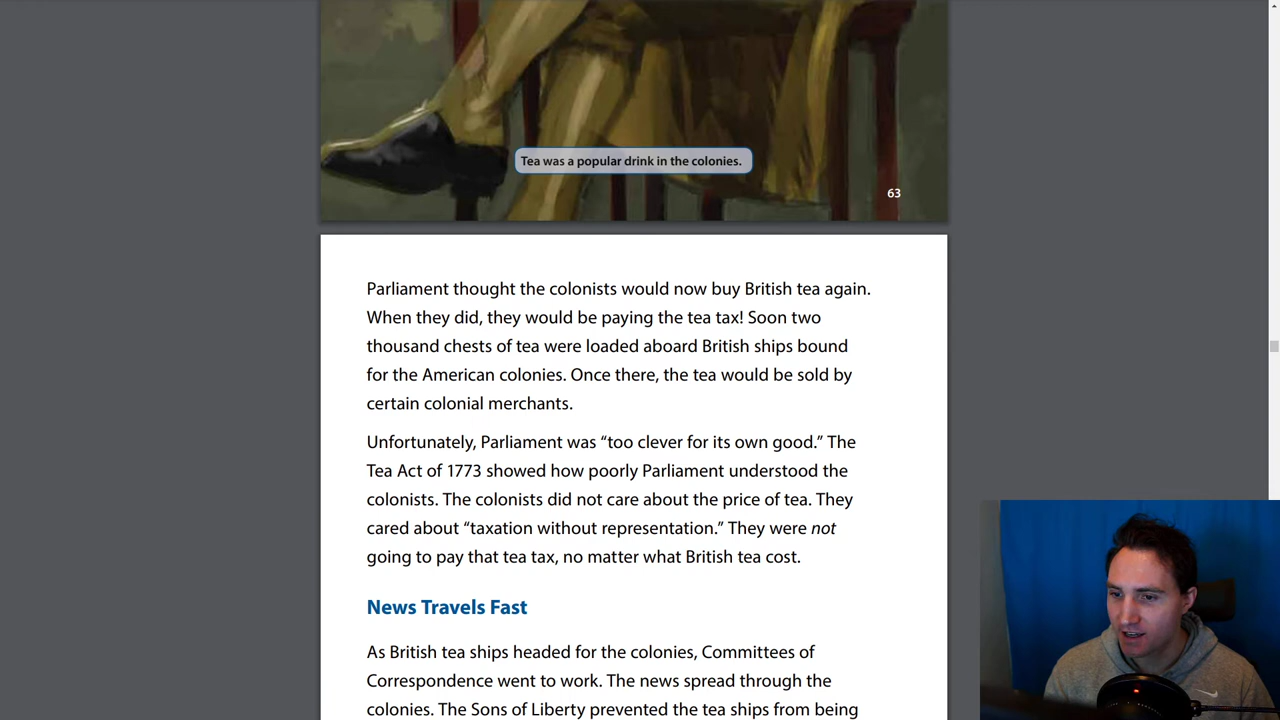 Tea was a popular drink in the colonies.
63
Parliament thought the colonists would now buy British tea again.
When they did, they would be paying the tea tax! Soon two
thousand chests of tea were loaded aboard British ships bound
for the American colonies. Once there, the tea would be sold by
certain colonial merchants.
Unfortunately, Parliament was “too clever for its own good.” The
Tea Act of 1773 showed how poorly Parliament understood the
colonists. The colonists did not care about the price of tea. They
cared about “taxation without representation.” They were not
going to pay that tea tax, no matter what British tea cost.
News Travels Fast
As British tea ships headed for the colonies, Committees of
Correspondence went to work. The news spread through the
colonies. The Sons of Liberty prevented the tea ships from being